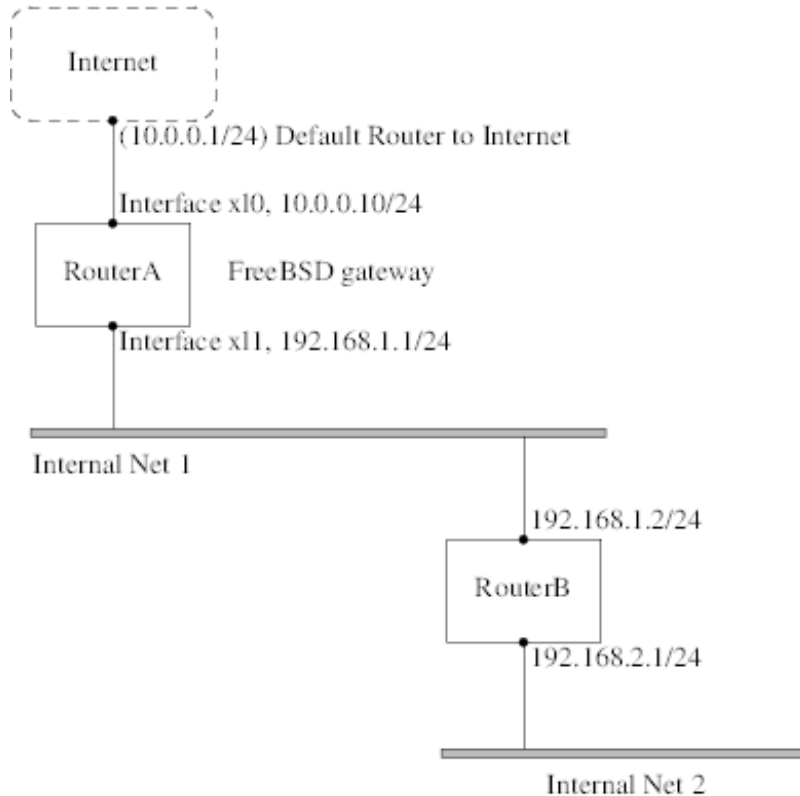 Internet
(10.0.0.1/24) Default Router to Internet
Interface xl0, 10.0.0.10/24
RouterA
FreeBSD gateway
Interface xl1, 192.168.1.1/24
Internal Net 1
192.168.1.2/24
RouterB
192.168.2.1/24
Internal Net 2